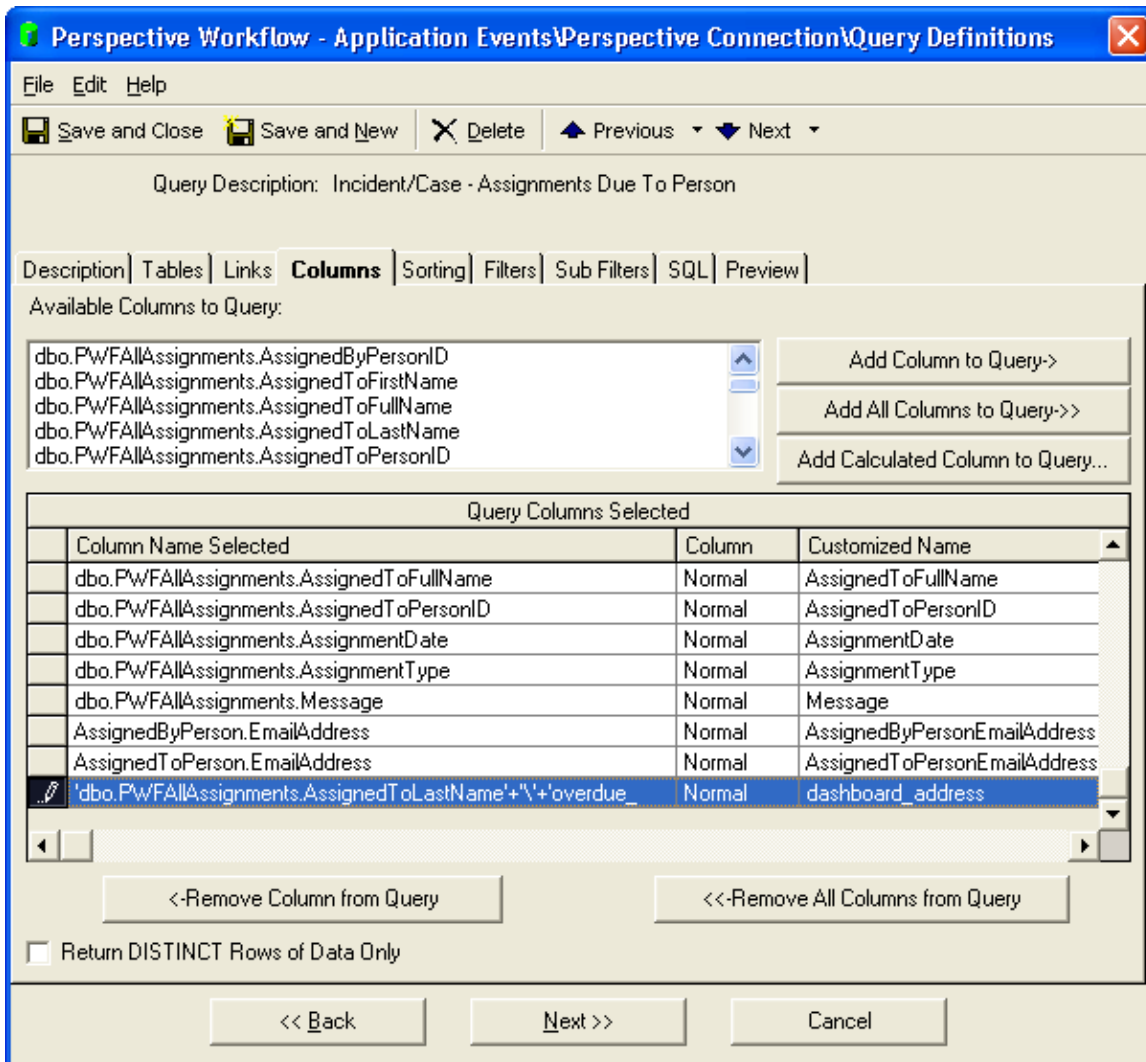 Perspective Workflow - Application Events\Perspective Connection\Query Definitions
File Edit Help
Save and Close Save and New Delete Previous Next
Query Description: Incident/Case - Assignments Due To Person
Description Tables Links Columns Sorting Filters Sub Filters SQL Preview
Available Columns to Query:
dbo.PWFAllAssignments.AssignedByPersonID
dbo.PWFAllAssignments.AssignedToFirstName
dbo.PWFAllAssignments.AssignedToFullName
dbo.PWFAllAssignments.AssignedToLastName
dbo.PWFAllAssignments.AssignedToPersonID
Add Column to Query->
Add All Columns to Query->>
Add Calculated Column to Query...
Query Columns Selected
Column Name Selected Column Customized Name
dbo.PWFAllAssignments.AssignedToFullName Normal AssignedToFullName
dbo.PWFAllAssignments.AssignedToPersonID Normal AssignedToPersonID
dbo.PWFAllAssignments.AssignmentDate Normal AssignmentDate
dbo.PWFAllAssignments.AssignmentType Normal AssignmentType
dbo.PWFAllAssignments.Message Normal Message
AssignedByPerson.EmailAddress Normal AssignedByPersonEmailAddress
AssignedToPerson.EmailAddress Normal AssignedToPersonEmailAddress
'dbo.PWFAllAssignments.AssignedToLastName'+'\'+'overdue_ Normal dashboard_address
<-Remove Column from Query <<-Remove All Columns from Query
Return DISTINCT Rows of Data Only
<< Back Next >> Cancel